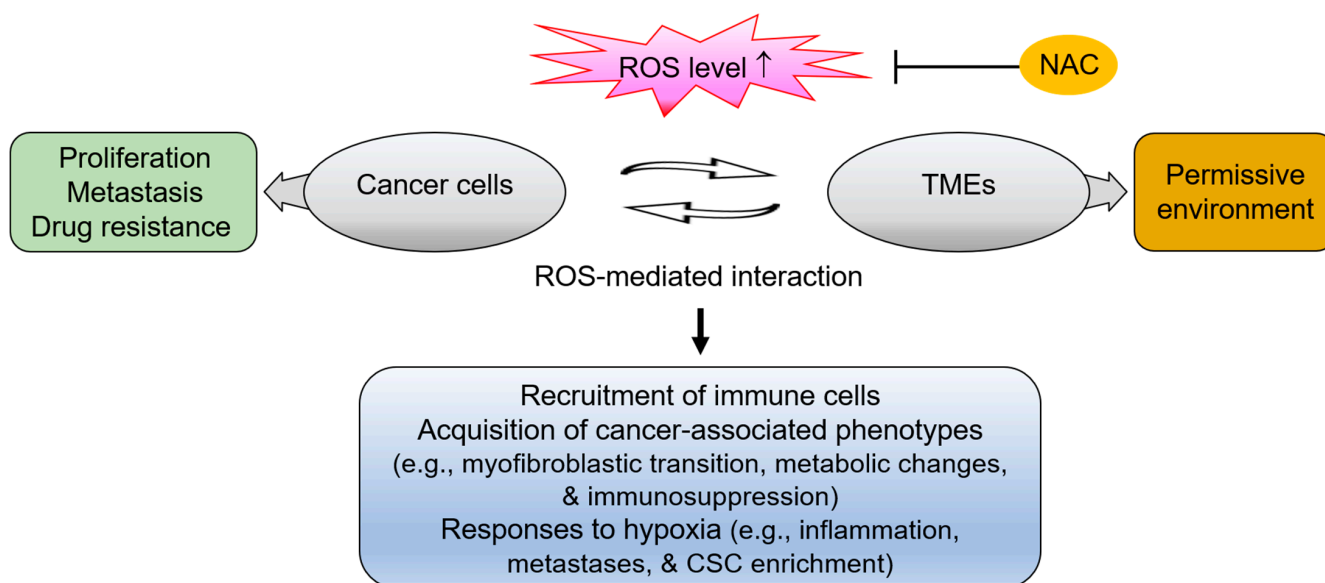 ROS level ↑
NAC
Proliferation
Metastasis
Drug resistance
Cancer cells
TMEs
Permissive
environment
ROS-mediated interaction
Recruitment of immune cells
Acquisition of cancer-associated phenotypes
(e.g., myofibroblastic transition, metabolic changes,
& immunosuppression)
Responses to hypoxia (e.g., inflammation,
metastases, & CSC enrichment)